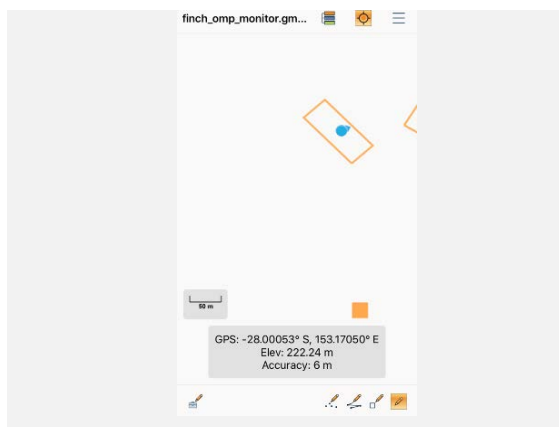 finch_omp_monitor.gm...
50 m
GPS: -28.00053° S, 153.17050° E
Elev: 222.24 m
Accuracy: 6 m